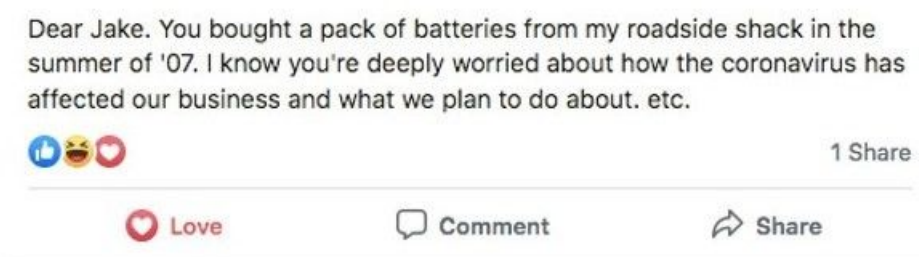 Dear Jake. You bought a pack of batteries from my roadside shack in the
summer of '07. I know you're deeply worried about how the coronavirus has
affected our business and what we plan to do about. etc.
1 Share
Love Comment Share